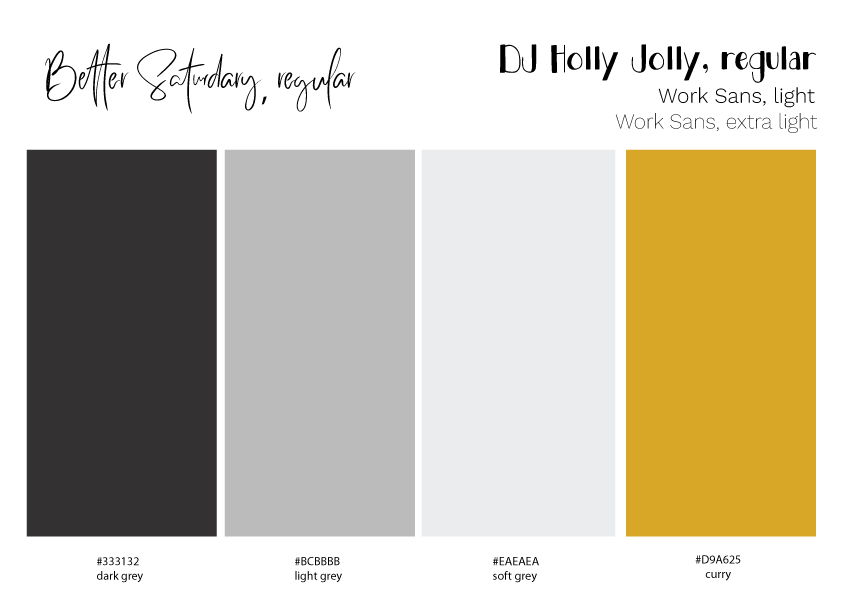 Better Saturdary, regular
DJ Holly Jolly, regular
Work Sans, light
Work Sans, extra light
#333132
dark grey
#BCBBBB
light grey
#EAEAEA
soft grey
#D9A625
curry